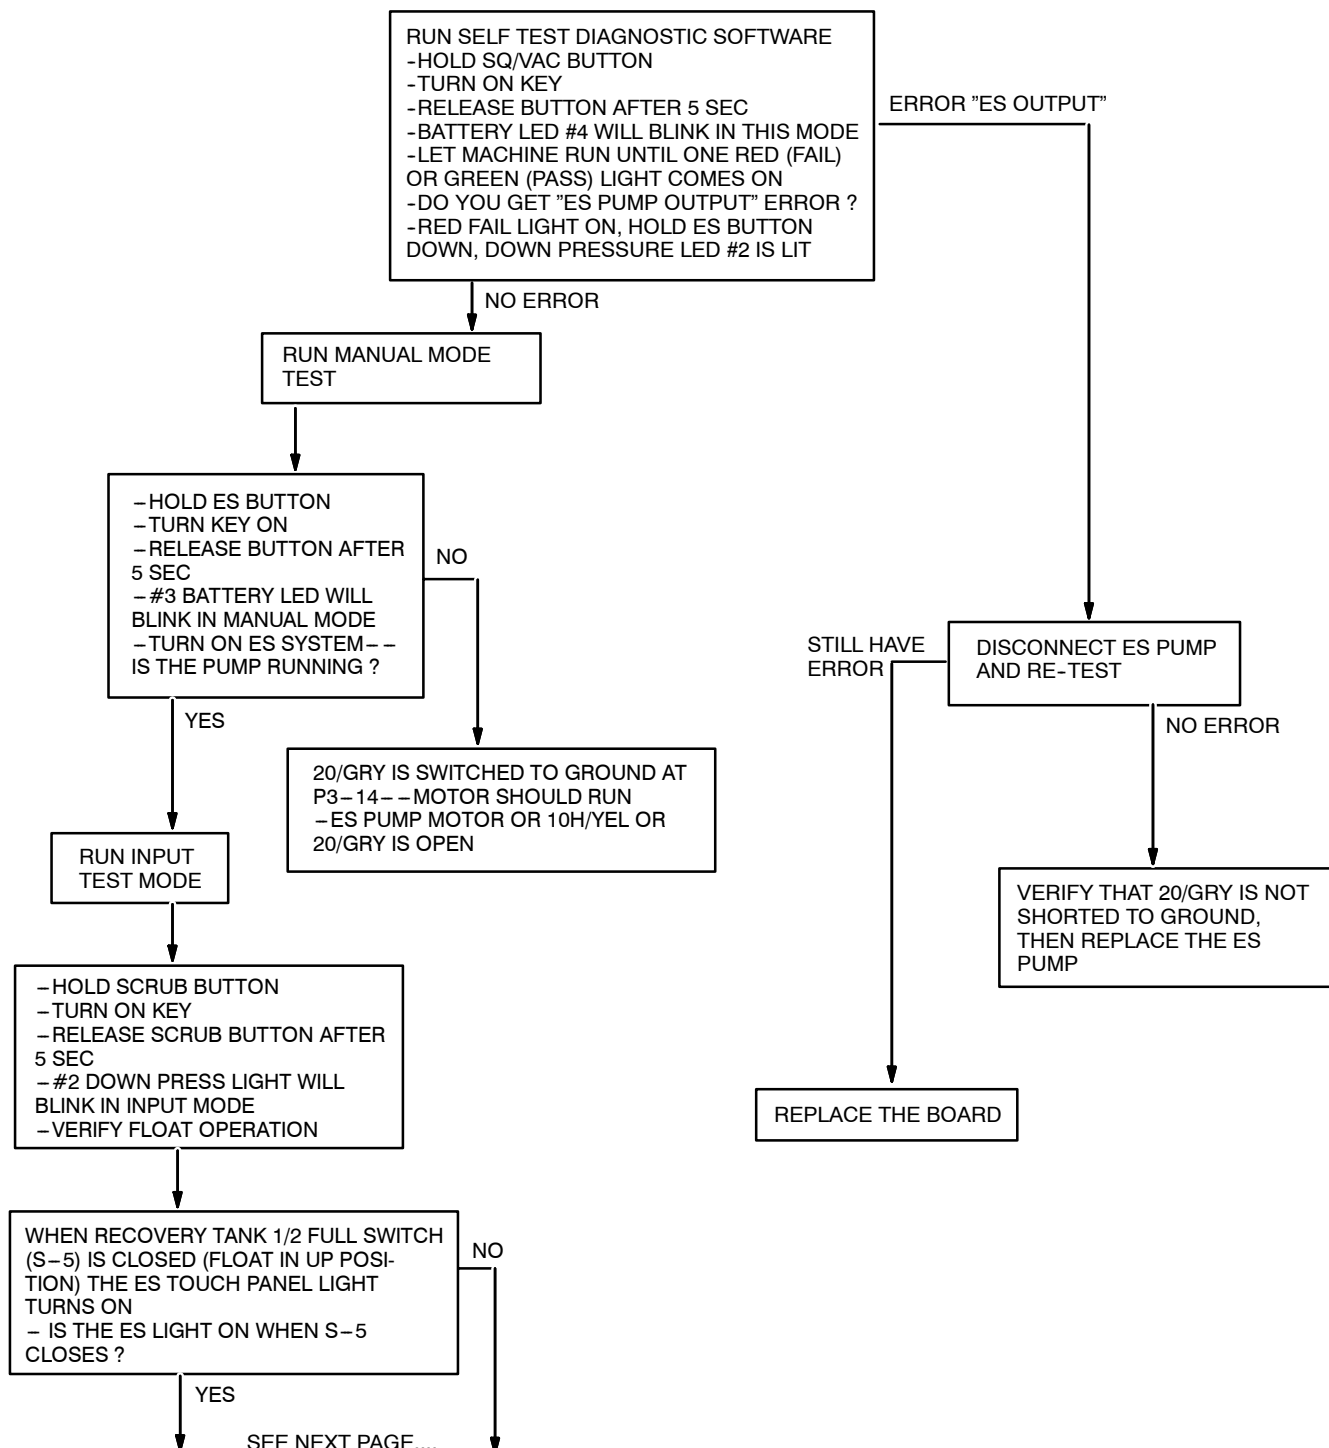 RUN SELF TEST DIAGNOSTIC SOFTWARE
-HOLD SQ/VAC BUTTON
-TURN ON KEY
-RELEASE BUTTON AFTER 5 SEC
-BATTERY LED #4 WILL BLINK IN THIS MODE
-LET MACHINE RUN UNTIL ONE RED (FAIL)
OR GREEN (PASS) LIGHT COMES ON
-DO YOU GET ”ES PUMP OUTPUT” ERROR ?
-RED FAIL LIGHT ON, HOLD ES BUTTON
DOWN, DOWN PRESSURE LED #2 IS LIT
ERROR ”ES OUTPUT”
NO ERROR
RUN MANUAL MODE
TEST
-HOLD ES BUTTON
-TURN KEY ON
-RELEASE BUTTON AFTER
5 SEC
-#3 BATTERY LED WILL
BLINK IN MANUAL MODE
-TURN ON ES SYSTEM--
IS THE PUMP RUNNING ?
NO
YES
20/GRY IS SWITCHED TO GROUND AT
P3-14--MOTOR SHOULD RUN
-ES PUMP MOTOR OR 10H/YEL OR
20/GRY IS OPEN
STILL HAVE
ERROR
DISCONNECT ES PUMP
AND RE-TEST
NO ERROR
VERIFY THAT 20/GRY IS NOT
SHORTED TO GROUND,
THEN REPLACE THE ES
PUMP
REPLACE THE BOARD
RUN INPUT
TEST MODE
-HOLD SCRUB BUTTON
-TURN ON KEY
-RELEASE SCRUB BUTTON AFTER
5 SEC
-#2 DOWN PRESS LIGHT WILL
BLINK IN INPUT MODE
-VERIFY FLOAT OPERATION
WHEN RECOVERY TANK 1/2 FULL SWITCH
(S-5) IS CLOSED (FLOAT IN UP POSI-
TION) THE ES TOUCH PANEL LIGHT
TURNS ON
- IS THE ES LIGHT ON WHEN S-5
CLOSES ?
NO
YES
SEE NEXT PAGE....